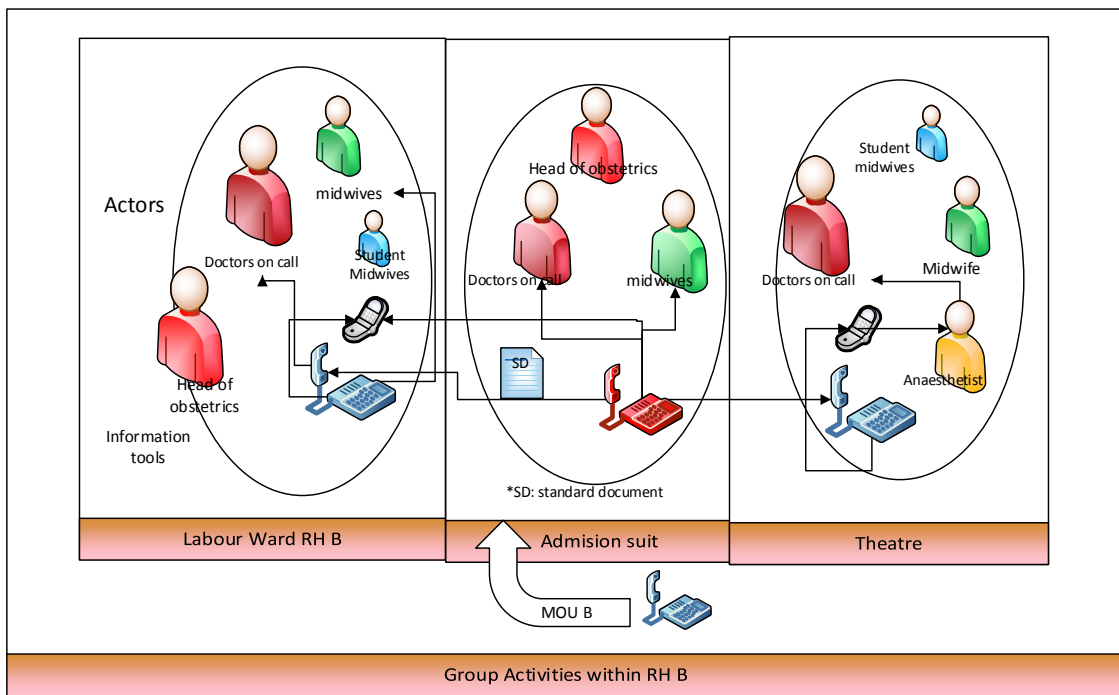 Actors
midwives
Student
Midwives
Doctors on call
Head of
obstetrics
Information
tools
Labour Ward RH B
Head of obstetrics
Doctors on call
midwives
SD
*SD: standard document
Admision suit
Student
midwives
Midwife
Doctors on call
Anaesthetist
Theatre
MOU B
Group Activities within RH B